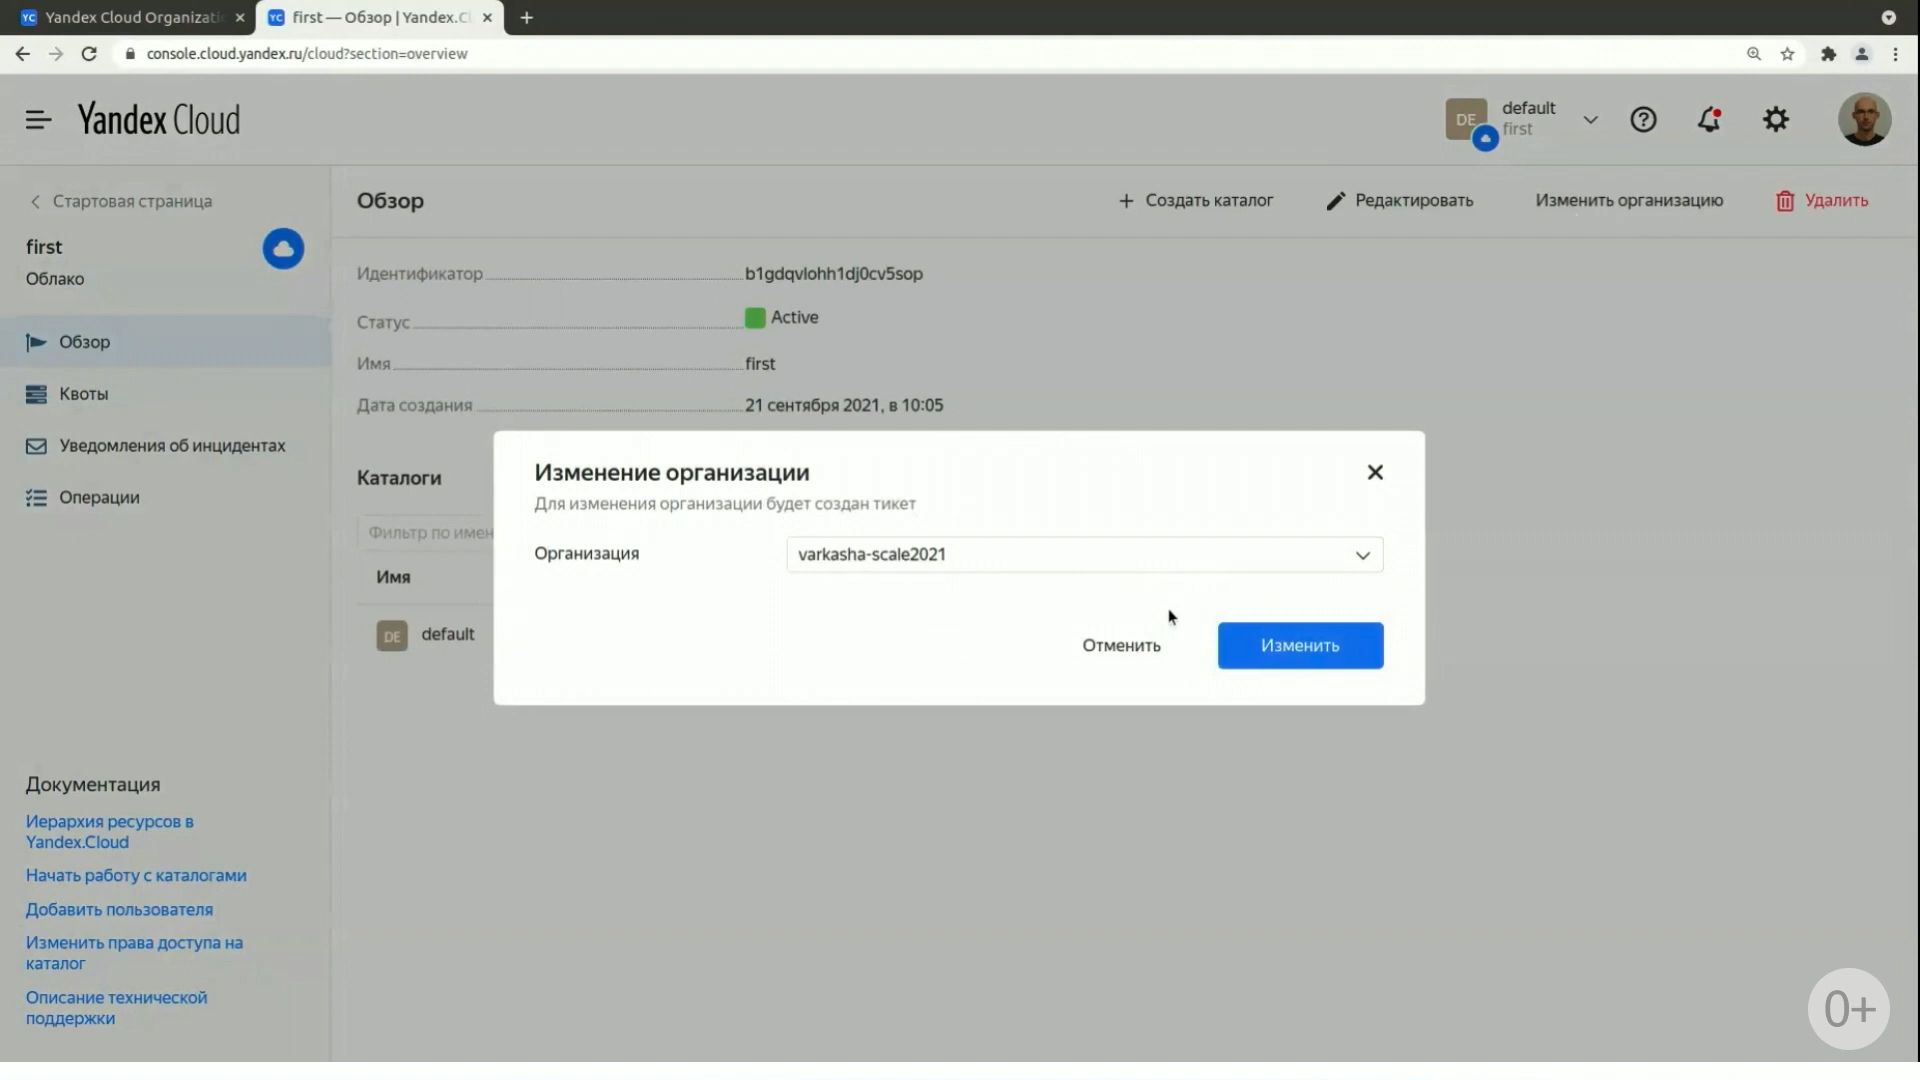 YC Yandex Cloud Organizati
YC first — Обзор | Yandex.C
console.cloud.yandex.ru/cloud?section=overview
Yandex Cloud
DE
default
first
Стартовая страница
first
Облако
Обзор
Квоты
Уведомления об инцидентах
Операции
Документация
Иерархия ресурсов в
Yandex.Cloud
Начать работу с каталогами
Добавить пользователя
Изменить права доступа на
каталог
Описание технической
поддержки
Обзор
+ Создать каталог
Редактировать
Изменить организацию
Удалить
Идентификатор b1gdqvlohh1dj0cv5sop
Статус Active
Имя first
Дата создания 21 сентября 2021, в 10:05
Каталоги
Фильтр по имен
Имя
DE default
Изменение организации
Для изменения организации будет создан тикет
Организация varkasha-scale2021
Отменить Изменить
0+